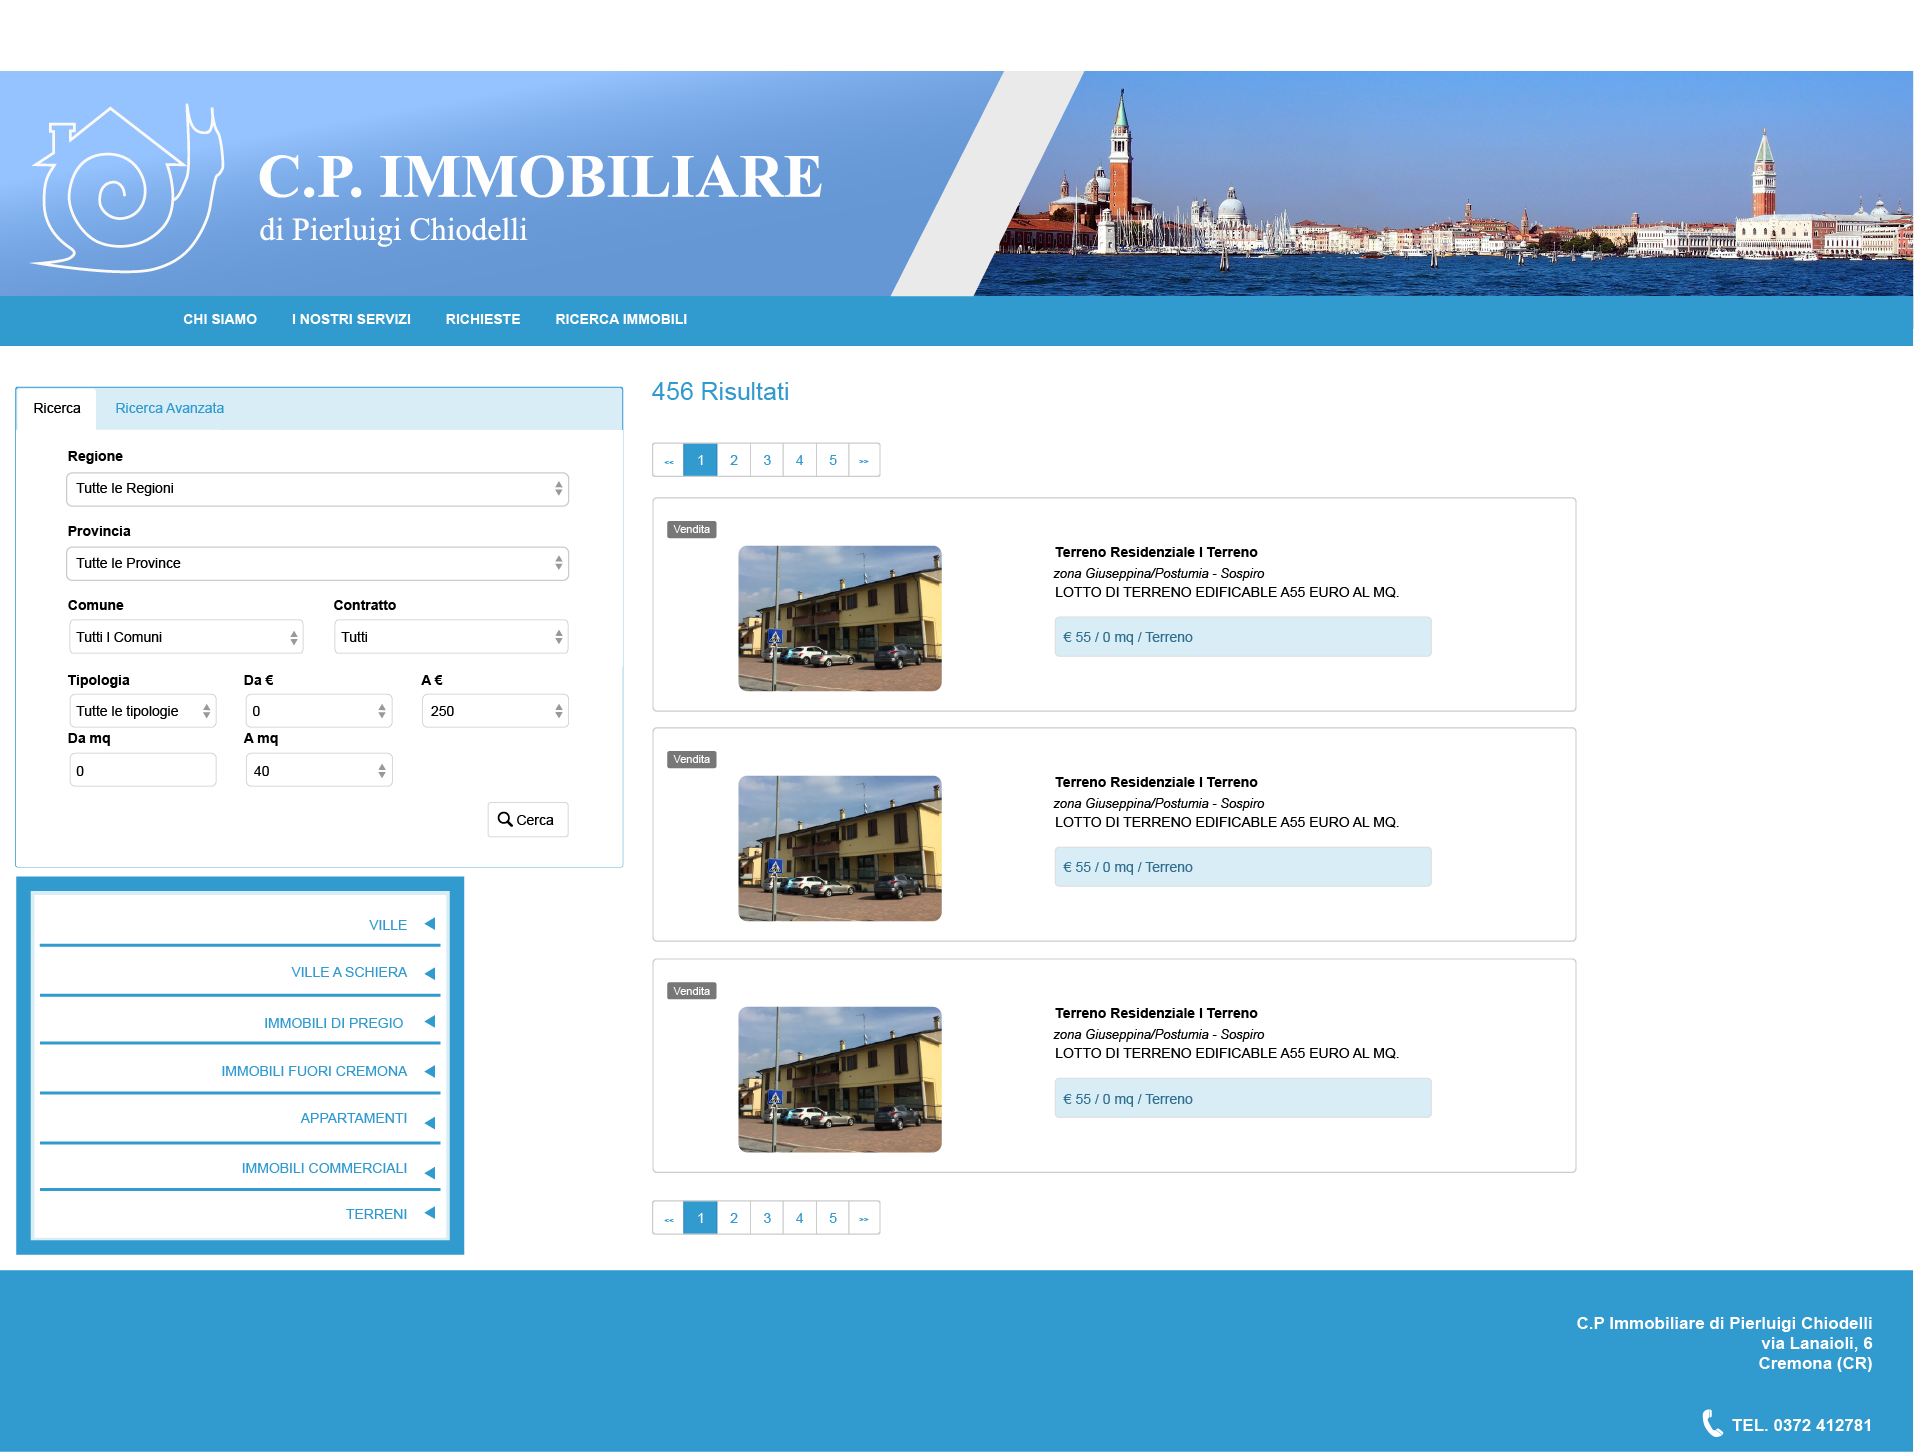 C.P. IMMOBILIARE
di Pierluigi Chiodelli
CHI SIAMO I NOSTRI SERVIZI RICHIESTE RICERCA IMMOBILI
Ricerca Ricerca Avanzata
Regione
Tutte le Regioni
Provincia
Tutte le Province
Comune Contratto
Tutti I Comuni Tutti
Tipologia Da € A €
Tutte le tipologie 0 250
Da mq A mq
0 40
Cerca
VILLE
VILLE A SCHIERA
IMMOBILI DI PREGIO
IMMOBILI FUORI CREMONA
APPARTAMENTI
IMMOBILI COMMERCIALI
TERRENI
456 Risultati
<< 1 2 3 4 5 >>
Vendita
Terreno Residenziale I Terreno
zona Giuseppina/Postumia - Sospiro
LOTTO DI TERRENO EDIFICABLE A55 EURO AL MQ.
€ 55 / 0 mq / Terreno
Vendita
Terreno Residenziale I Terreno
zona Giuseppina/Postumia - Sospiro
LOTTO DI TERRENO EDIFICABLE A55 EURO AL MQ.
€ 55 / 0 mq / Terreno
Vendita
Terreno Residenziale I Terreno
zona Giuseppina/Postumia - Sospiro
LOTTO DI TERRENO EDIFICABLE A55 EURO AL MQ.
€ 55 / 0 mq / Terreno
<< 1 2 3 4 5 >>
C.P Immobiliare di Pierluigi Chiodelli
via Lanaioli, 6
Cremona (CR)
TEL. 0372 412781